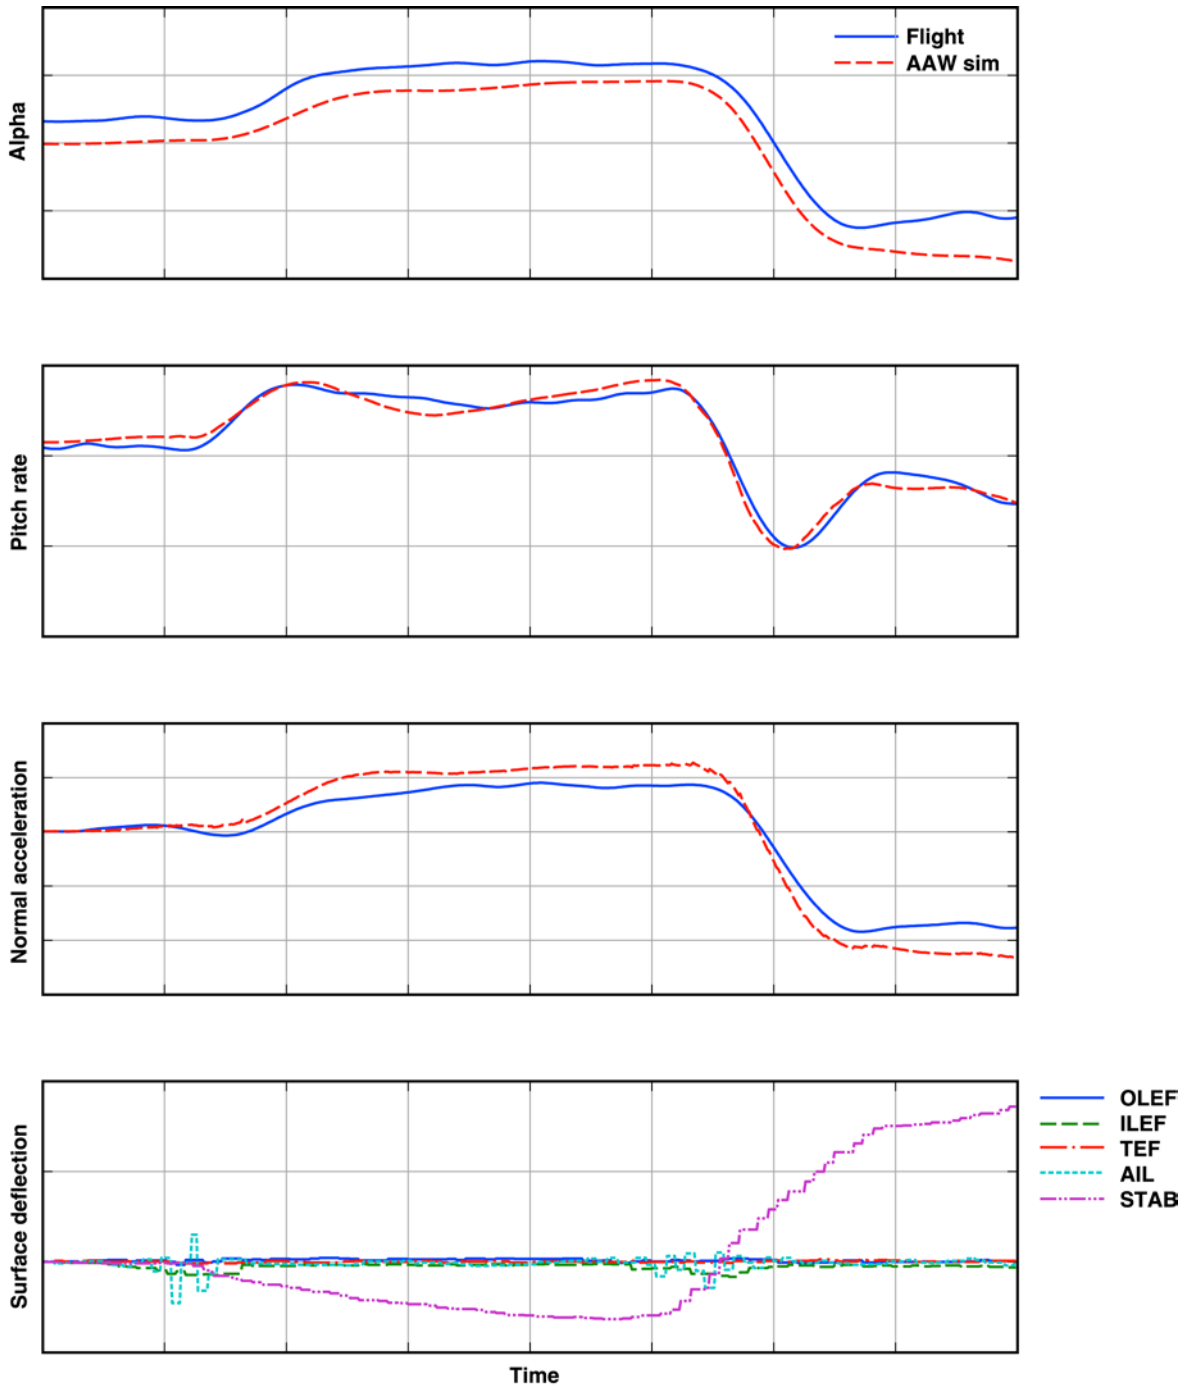 Flight
AAW sim
Alpha
Pitch rate
Normal acceleration
Surface deflection
OLEF
ILEF
TEF
AIL
STAB
Time